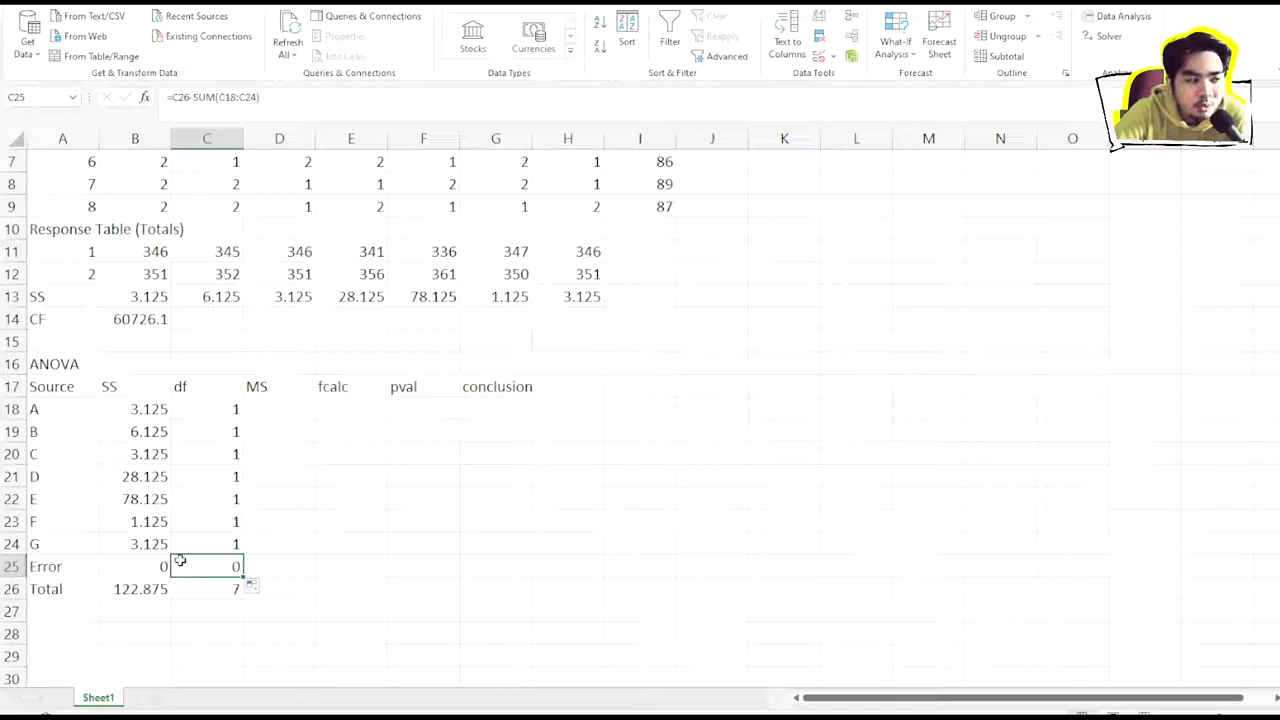 From Text/CSV
Recent Sources
Queries & Connections
Clear
Group
Data Analysis
Get
Data
From Web
Existing Connections
Refresh
All
Properties
Stocks
Currencies
Sort
Filter
Reapply
Text to
Columns
What-If
Analysis
Forecast
Sheet
Ungroup
Solver
From Table/Range
Edit Links
Advanced
Subtotal
Get & Transform Data
Queries & Connections
Data Types
Sort & Filter
Data Tools
Forecast
Outline
C25 fx =C26-SUM(C18:C24)
A B C D E F G H I J K L M N O
7 6 2 1 2 2 1 2 1 86
8 7 2 2 1 1 2 2 1 89
9 8 2 2 1 2 1 1 2 87
10 Response Table (Totals)
11 1 346 345 346 341 336 347 346
12 2 351 352 351 356 361 350 351
13 SS 3.125 6.125 3.125 28.125 78.125 1.125 3.125
14 CF 60726.1
15
16 ANOVA
17 Source SS df MS fcalc pval conclusion
18 A 3.125 1
19 B 6.125 1
20 C 3.125 1
21 D 28.125 1
22 E 78.125 1
23 F 1.125 1
24 G 3.125 1
25 Error 0 0
26 Total 122.875 7
27
28
29
30
Sheet1